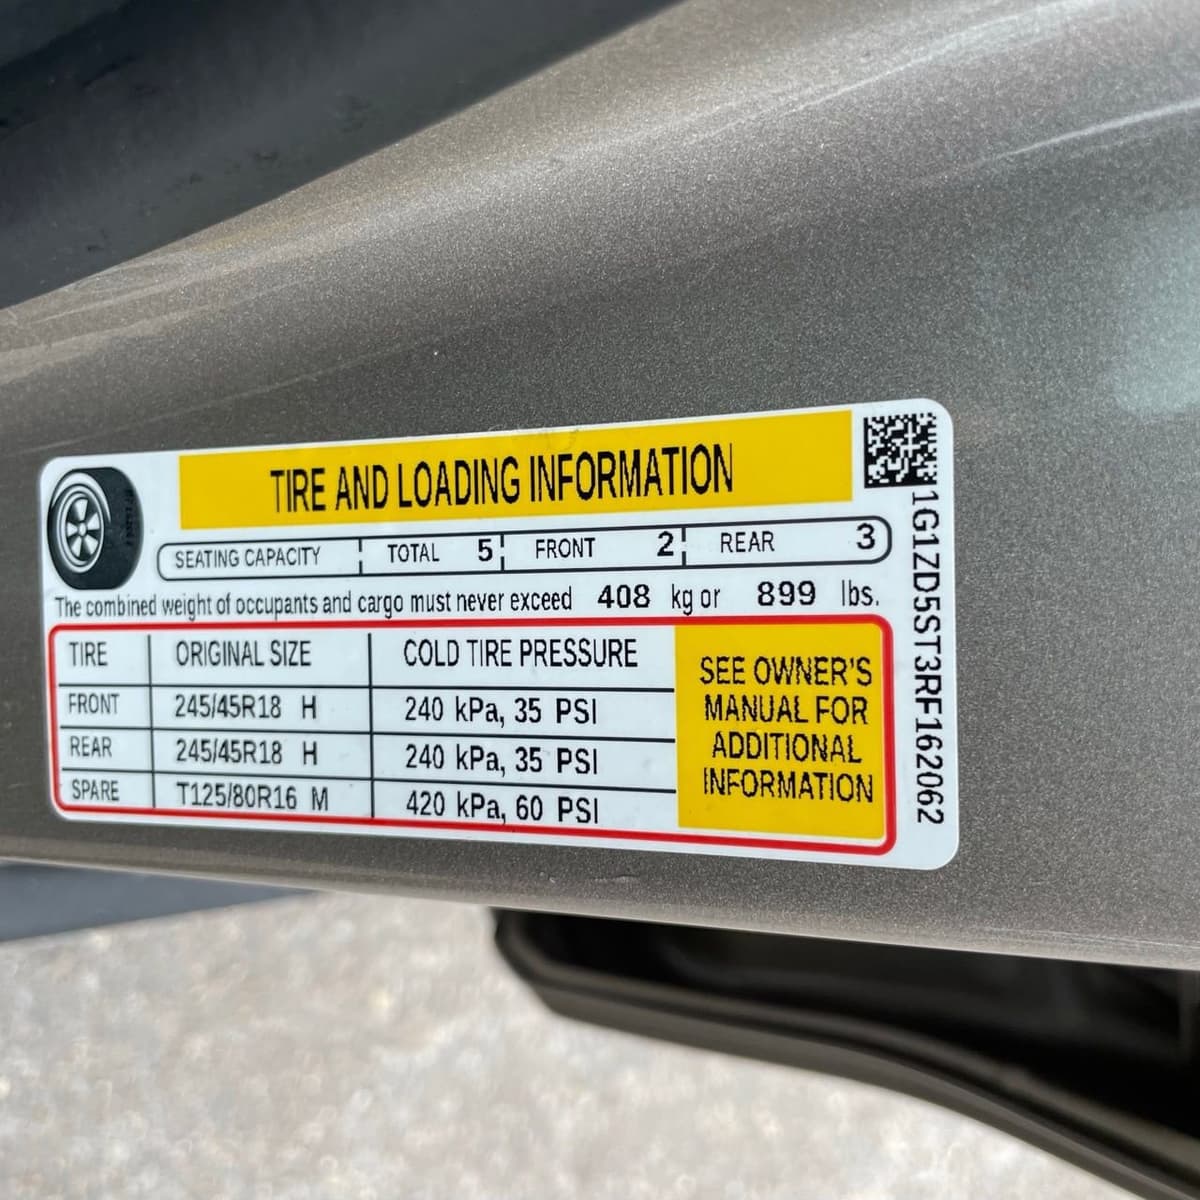 TIRE AND LOADING INFORMATION
SEATING CAPACITY TOTAL 5 FRONT 2 REAR 3
The combined weight of occupants and cargo must never exceed 408 kg or 899 lbs.
TIRE ORIGINAL SIZE COLD TIRE PRESSURE
FRONT 245/45R18 H 240 kPa, 35 PSI
REAR 245/45R18 H 240 kPa, 35 PSI
SPARE T125/80R16 M 420 kPa, 60 PSI
SEE OWNER'S
MANUAL FOR
ADDITIONAL
INFORMATION
1G1ZD5ST3RF162062